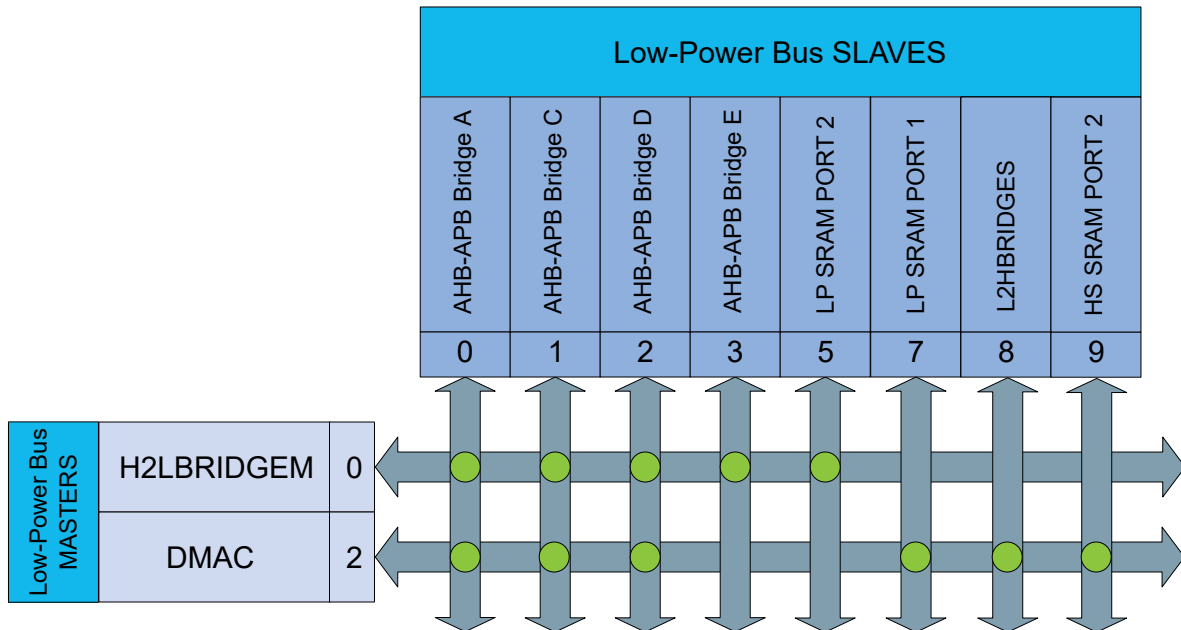 Low-Power Bus SLAVES
AHB-APB Bridge A
AHB-APB Bridge C
AHB-APB Bridge D
AHB-APB Bridge E
LP SRAM PORT 2
LP SRAM PORT 1
L2HBRIDGES
HS SRAM PORT 2
0 1 2 3 5 7 8 9
Low-Power Bus
MASTERS
H2LBRIDGEM 0
DMAC 2